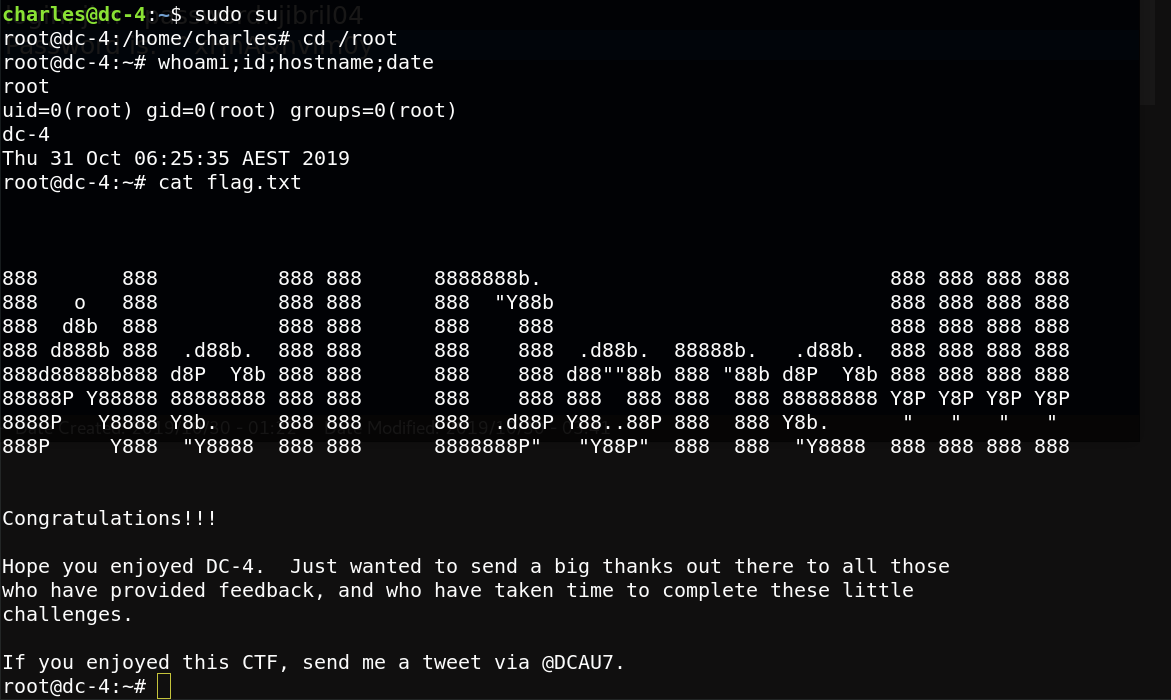 charles@dc-4:~$ sudo su
root@dc-4:/home/charles# cd /root
root@dc-4:~# whoami;id;hostname;date
root
uid=0(root) gid=0(root) groups=0(root)
dc-4
Thu 31 Oct 06:25:35 AEST 2019
root@dc-4:~# cat flag.txt
888       888          888 888      8888888b.                             888 888 888 888
888   o   888          888 888      888  "Y88b                            888 888 888 888
888  d8b  888          888 888      888    888                            888 888 888 888
888 d888b 888  .d88b.  888 888      888    888  .d88b.  88888b.   .d88b.  888 888 888 888
888d88888b888 d8P  Y8b 888 888      888    888 d88""88b 888 "88b d8P  Y8b 888 888 888 888
88888P Y88888 88888888 888 888      888    888 888  888 888  888 88888888 Y8P Y8P Y8P Y8P
8888P   Y8888 Y8b.     888 888      888  .d88P Y88..88P 888  888 Y8b.      "   "   "   "
888P     Y888  "Y8888  888 888      8888888P"   "Y88P"  888  888  "Y8888  888 888 888 888
Congratulations!!!
Hope you enjoyed DC-4.  Just wanted to send a big thanks out there to all those
who have provided feedback, and who have taken time to complete these little
challenges.
If you enjoyed this CTF, send me a tweet via @DCAU7.
root@dc-4:~#